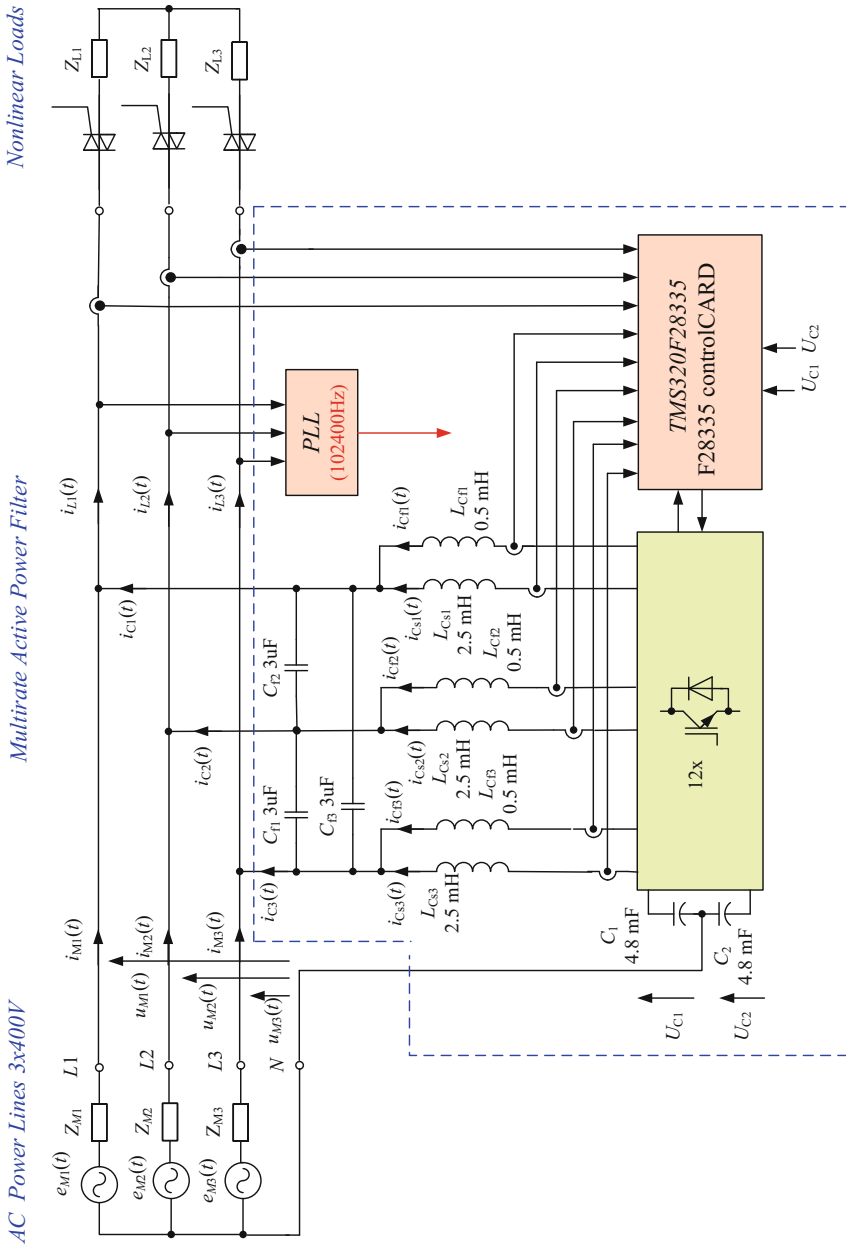 AC Power Lines 3x400V
Multirate Active Power Filter
Nonlinear Loads
e_M1(t)
Z_M1
L1
i_M1(t)
i_C1(t)
i_L1(t)
Z_L1
e_M2(t)
Z_M2
L2
u_M1(t)
i_M2(t)
i_C2(t)
i_L2(t)
Z_L2
e_M3(t)
Z_M3
L3
u_M2(t)
i_M3(t)
i_L3(t)
Z_L3
N
u_M3(t)
i_C3(t)
C_f1 3uF
C_f2 3uF
C_f3 3uF
PLL
(102400Hz)
i_Cs3(t)
i_Cf3(t)
i_Cs2(t)
i_Cf2(t)
i_Cs1(t)
i_Cf1(t)
L_Cs3
2.5 mH
L_Cs2
2.5 mH
L_Cf3
0.5 mH
L_Cs1
2.5 mH
L_Cf2
0.5 mH
L_Cf1
0.5 mH
C_1
4.8 mF
C_2
4.8 mF
U_C1
U_C2
12x
TMS320F28335
F28335 controlCARD
U_C1
U_C2